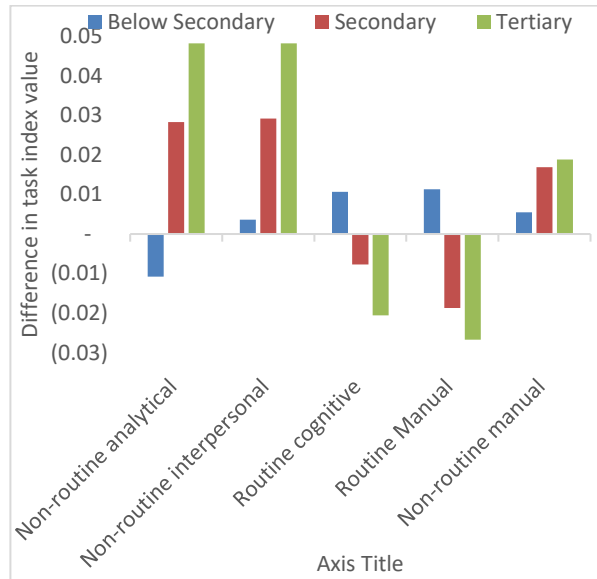 Below Secondary Secondary Tertiary
Difference in task index value
0.05
0.04
0.03
0.02
0.01
-
(0.01)
(0.02)
(0.03)
Non-routine analytical
Non-routine interpersonal
Routine cognitive
Routine Manual
Non-routine manual
Axis Title